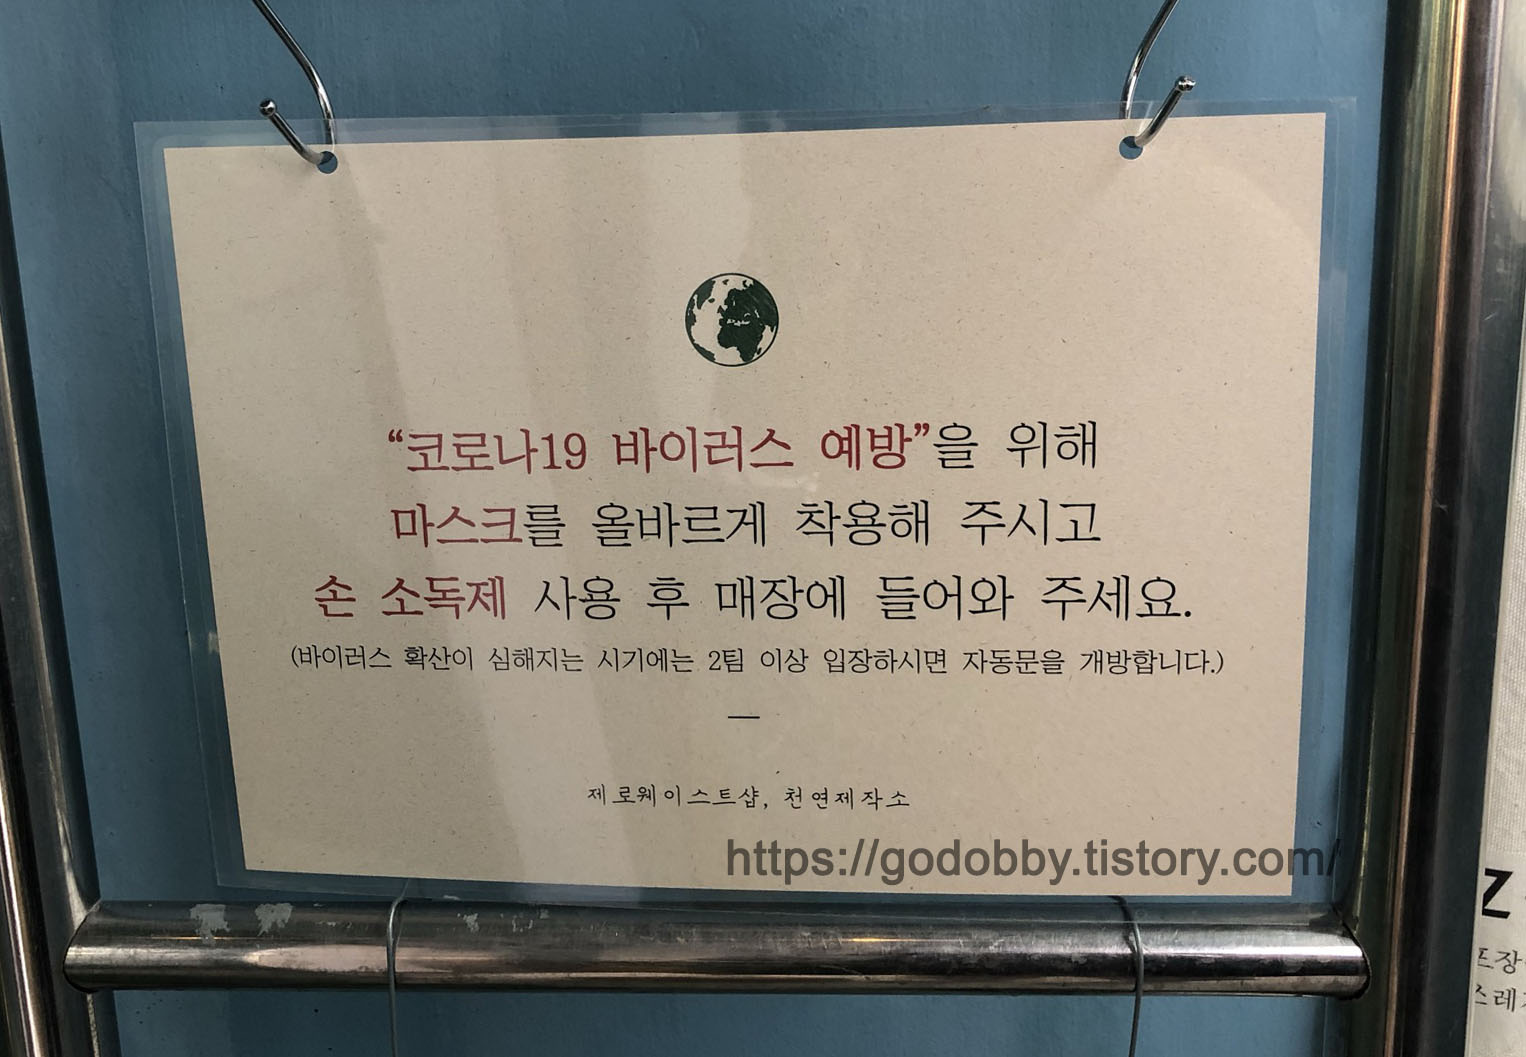 “코로나19 바이러스 예방”을 위해
마스크를 올바르게 착용해 주시고
손 소독제 사용 후 매장에 들어와 주세요.
(바이러스 확산이 심해지는 시기에는 2팀 이상 입장하시면 자동문을 개방합니다.)
—
제로웨이스트샵, 천연제작소
https://godobby.tistory.com/
Z